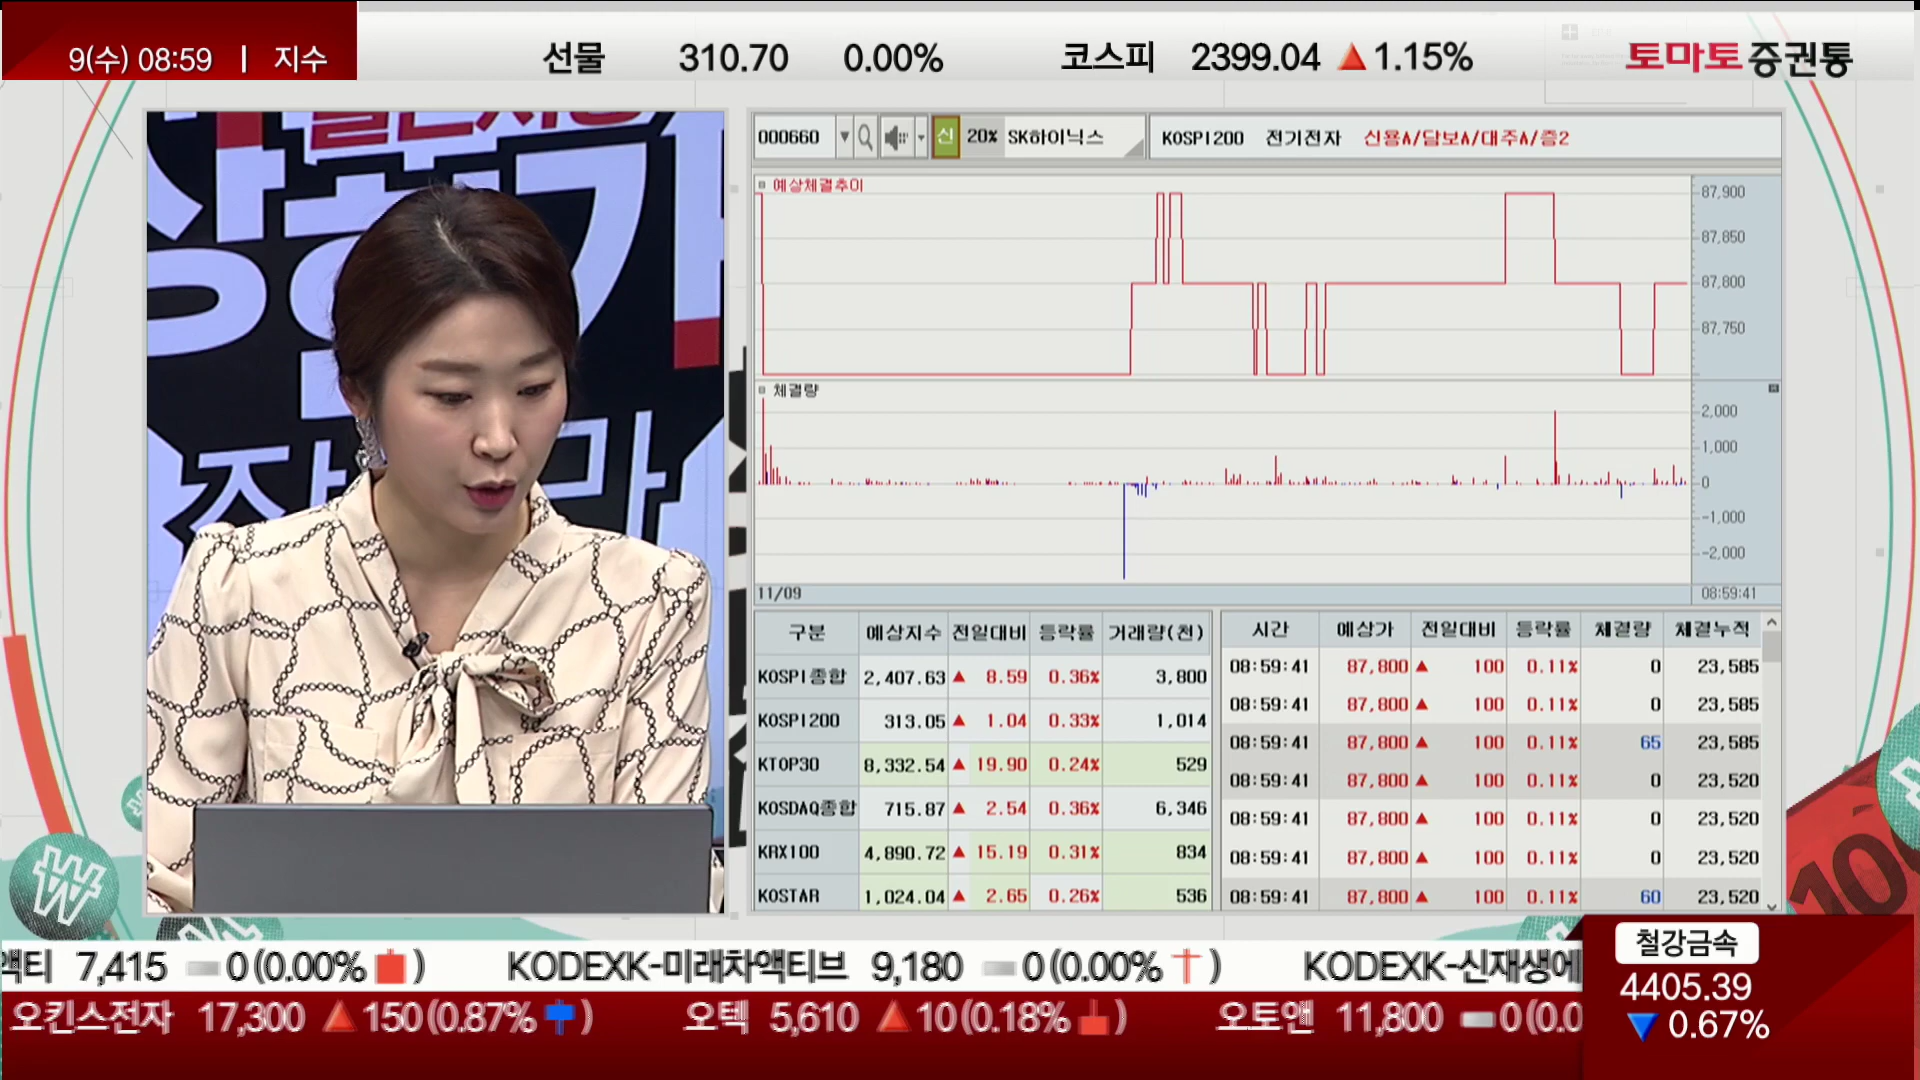 9(수) 08:59 | 지수
선물 310.70 0.00% 코스피 2399.04 ▲ 1.15%
토마토증권통
000660 신 20% SK하이닉스 KOSPI200 전기전자 신용A/담보A/대주A/증2
예상체결추이
87,900
87,850
87,800
87,750
체결량
2,000
1,000
0
-1,000
-2,000
11/09 08:59:41
구분 예상지수 전일대비 등락률 거래량(천)
KOSPI종합 2,407.63 ▲ 8.59 0.36% 3,800
KOSPI200 313.05 ▲ 1.04 0.33% 1,014
KTOP30 8,332.54 ▲ 19.90 0.24% 529
KOSDAQ종합 715.87 ▲ 2.54 0.36% 6,346
KRX100 4,890.72 ▲ 15.19 0.31% 834
KOSTAR 1,024.04 ▲ 2.65 0.26% 536
시간 예상가 전일대비 등락률 체결량 체결누적
08:59:41 87,800 ▲ 100 0.11% 0 23,585
08:59:41 87,800 ▲ 100 0.11% 0 23,585
08:59:41 87,800 ▲ 100 0.11% 65 23,585
08:59:41 87,800 ▲ 100 0.11% 0 23,520
08:59:41 87,800 ▲ 100 0.11% 0 23,520
08:59:41 87,800 ▲ 100 0.11% 0 23,520
08:59:41 87,800 ▲ 100 0.11% 60 23,520
액티 7,415 0(0.00% ) KODEXK-미래차액티브 9,180 0(0.00% ) KODEXK-신재생에
오킨스전자 17,300 ▲150(0.87% ) 오텍 5,610 ▲10(0.18% ) 오토앤 11,800 0(0.0
철강금속
4405.39
▼ 0.67%